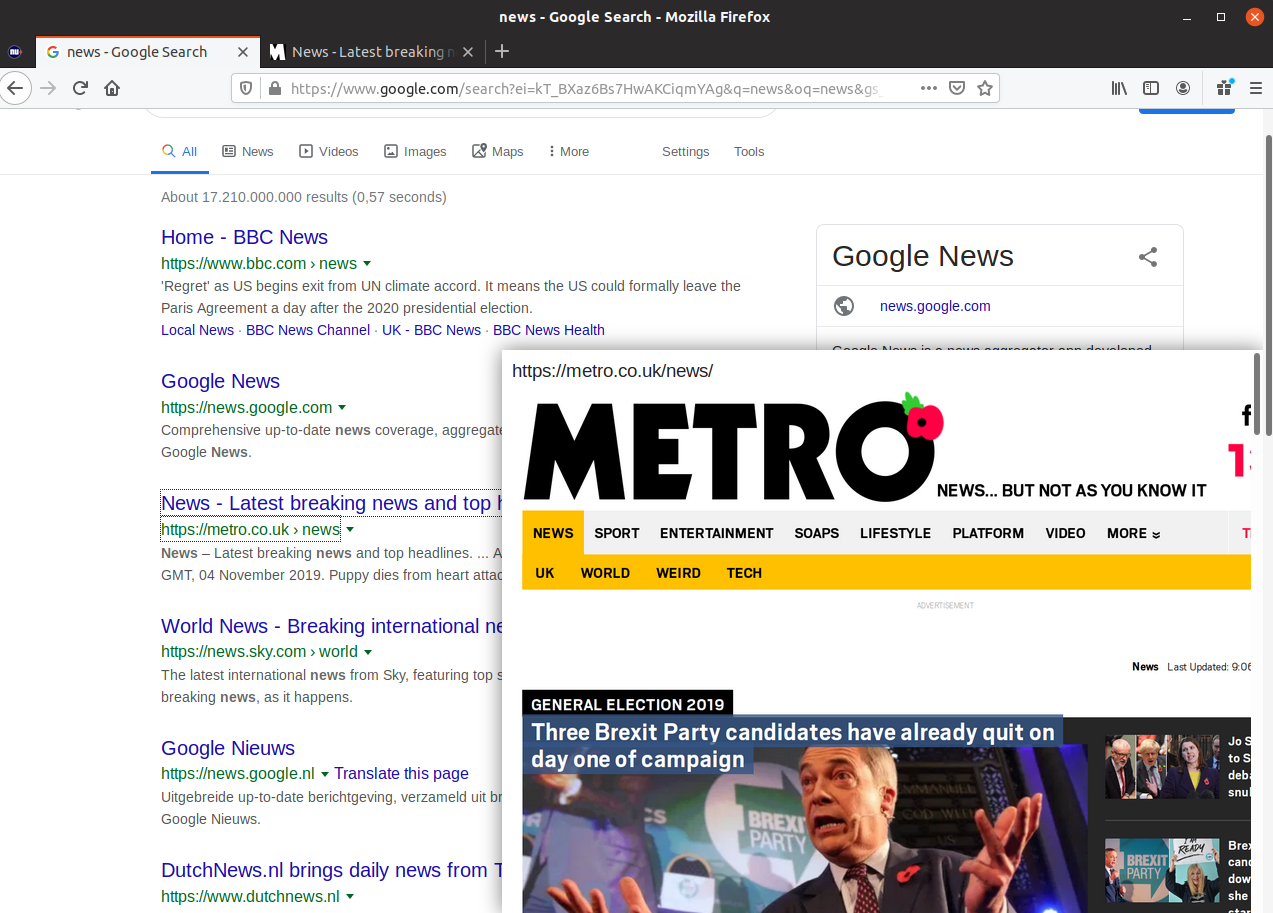 news - Google Search - Mozilla Firefox
nu
news - Google Search
News - Latest breaking n
https://www.google.com/search?ei=kT_BXaz6Bs7HwAKCiqmYAg&q=news&oq=news&gs_
All
News
Videos
Images
Maps
More
Settings
Tools
About 17.210.000.000 results (0,57 seconds)
Home - BBC News
https://www.bbc.com › news
'Regret' as US begins exit from UN climate accord. It means the US could formally leave the
Paris Agreement a day after the 2020 presidential election.
Local News · BBC News Channel · UK - BBC News · BBC News Health
Google News
https://news.google.com
Comprehensive up-to-date news coverage, aggregate
Google News.
News - Latest breaking news and top h
https://metro.co.uk › news
News – Latest breaking news and top headlines. ... A
GMT, 04 November 2019. Puppy dies from heart attac
World News - Breaking international ne
https://news.sky.com › world
The latest international news from Sky, featuring top s
breaking news, as it happens.
Google Nieuws
https://news.google.nl Translate this page
Uitgebreide up-to-date berichtgeving, verzameld uit br
Google Nieuws.
DutchNews.nl brings daily news from T
https://www.dutchnews.nl
Google News
news.google.com
Google News is a news aggregator app developed
https://metro.co.uk/news/
METRO
NEWS... BUT NOT AS YOU KNOW IT
f
NEWS SPORT ENTERTAINMENT SOAPS LIFESTYLE PLATFORM VIDEO MORE T
UK WORLD WEIRD TECH
ADVERTISEMENT
News Last Updated: 9:06
GENERAL ELECTION 2019
Three Brexit Party candidates have already quit on
day one of campaign
BREXI
PARTY
Jo S
to S
deba
snul
I'M
READY
BREXIT
PARTY
Brex
cand
dow
she
star